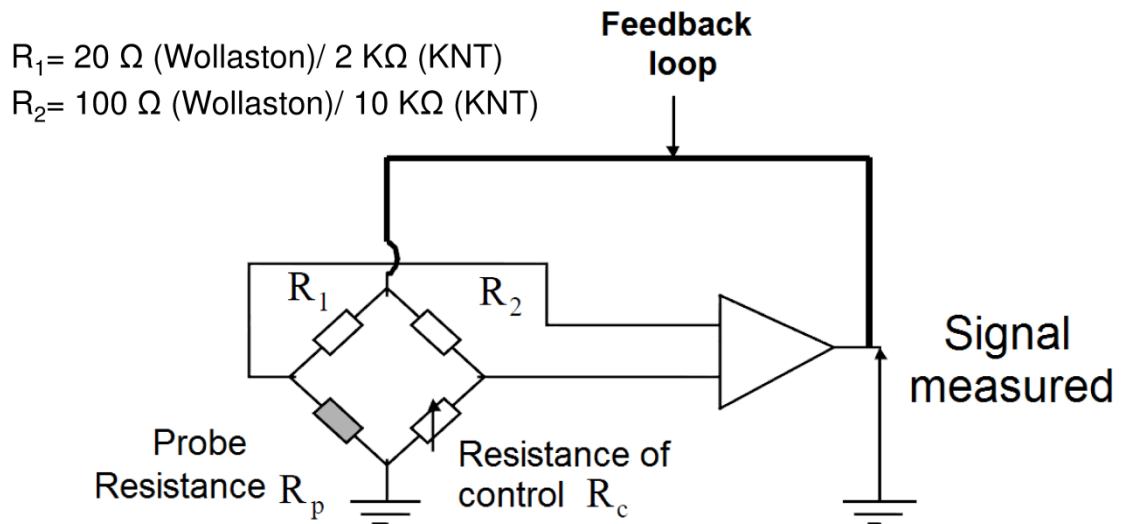 R₁= 20 Ω (Wollaston)/ 2 KΩ (KNT)
R₂= 100 Ω (Wollaston)/ 10 KΩ (KNT)
Feedback
loop
R₁
R₂
Signal
measured
Probe
Resistance Rₚ
Resistance of
control R_c